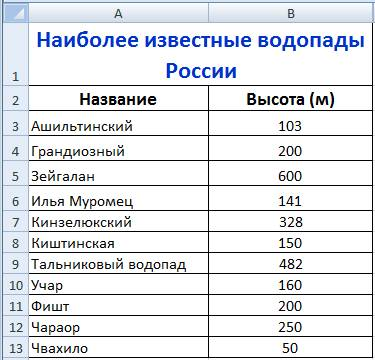 A B
1 Наиболее известные водопады
России
2 Название Высота (м)
3 Ашильтинский 103
4 Грандиозный 200
5 Зейгалан 600
6 Илья Муромец 141
7 Кинзелюкский 328
8 Киштинская 150
9 Тальниковый водопад 482
10 Учар 160
11 Фишт 200
12 Чараор 250
13 Чвахило 50